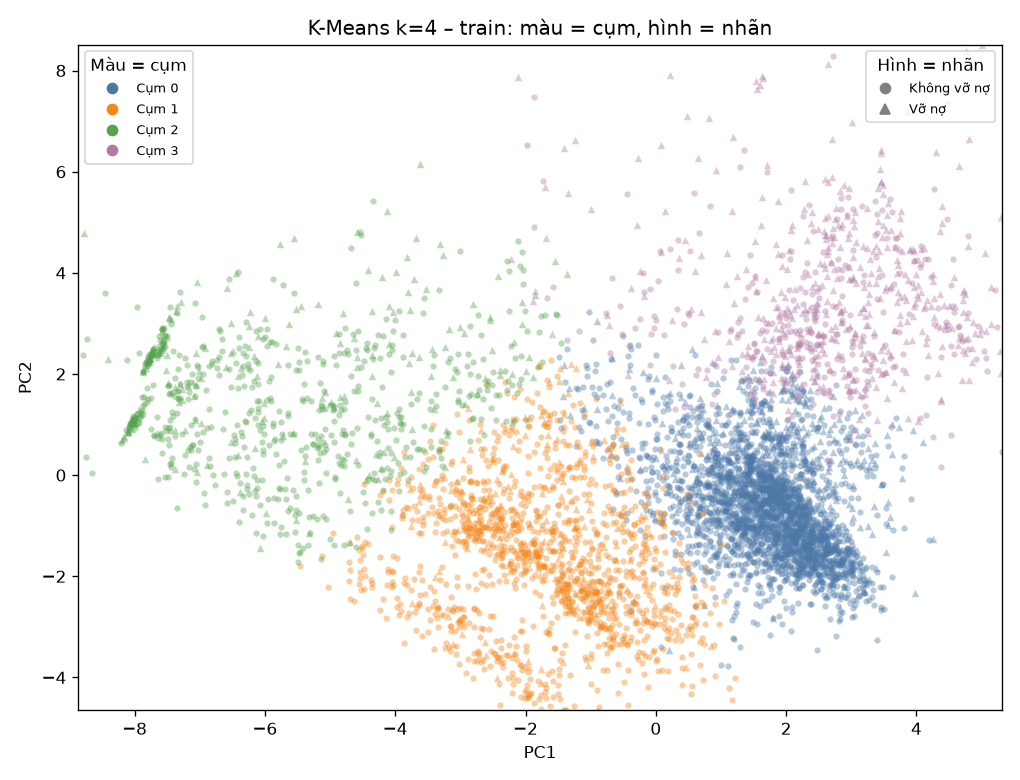 K-Means k=4 – train: màu = cụm, hình = nhãn
Màu = cụm
Cụm 0
Cụm 1
Cụm 2
Cụm 3
Hình = nhãn
Không vỡ nợ
Vỡ nợ
8
6
4
2
0
−2
−4
PC2
−8
−6
−4
−2
0
2
4
PC1